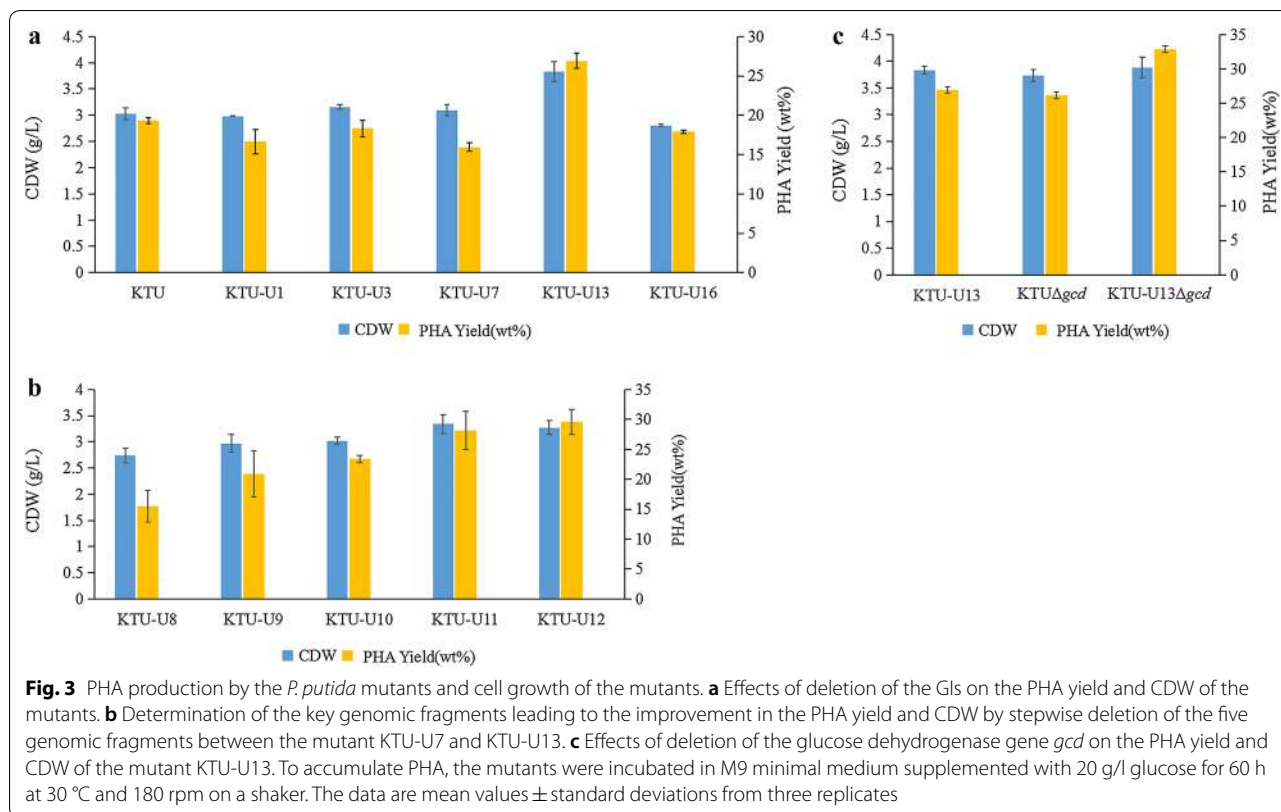 a
4.5
4
3.5
3
2.5
2
1.5
1
0.5
0
CDW (g/L)
30
25
20
15
10
5
0
PHA Yield (wt%)
KTU KTU-U1 KTU-U3 KTU-U7 KTU-U13 KTU-U16
CDW PHA Yield(wt%)
c
4.5
4
3.5
3
2.5
2
1.5
1
0.5
0
CDW (g/L)
35
30
25
20
15
10
5
0
PHA Yield(wt%)
KTU-U13 KTUΔgcd KTU-U13Δgcd
CDW PHA Yield(wt%)
b
4
3.5
3
2.5
2
1.5
1
0.5
0
CDW (g/L)
35
30
25
20
15
10
5
0
PHA Yield(wt%)
KTU-U8 KTU-U9 KTU-U10 KTU-U11 KTU-U12
CDW PHA Yield(wt%)
Fig. 3 PHA production by the P. putida mutants and cell growth of the mutants. a Effects of deletion of the GIs on the PHA yield and CDW of the
mutants. b Determination of the key genomic fragments leading to the improvement in the PHA yield and CDW by stepwise deletion of the five
genomic fragments between the mutant KTU-U7 and KTU-U13. c Effects of deletion of the glucose dehydrogenase gene gcd on the PHA yield and
CDW of the mutant KTU-U13. To accumulate PHA, the mutants were incubated in M9 minimal medium supplemented with 20 g/l glucose for 60 h
at 30 °C and 180 rpm on a shaker. The data are mean values ± standard deviations from three replicates